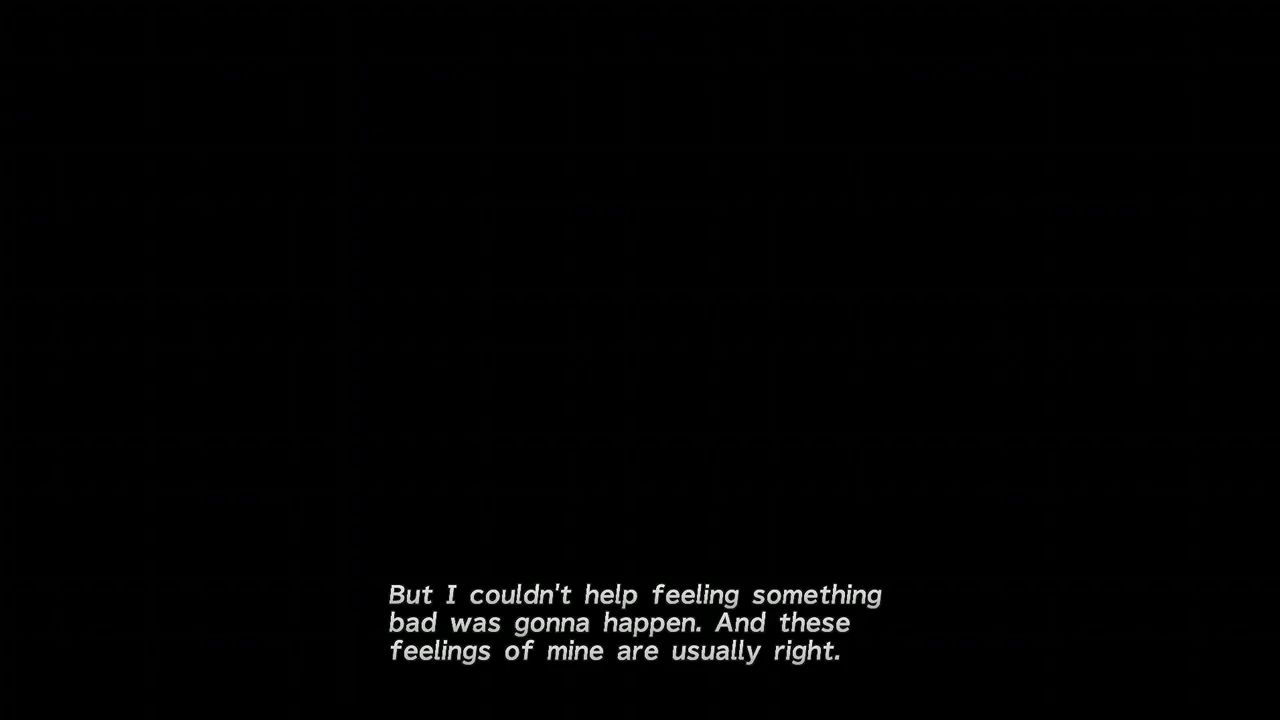 But I couldn't help feeling something
bad was gonna happen. And these
feelings of mine are usually right.